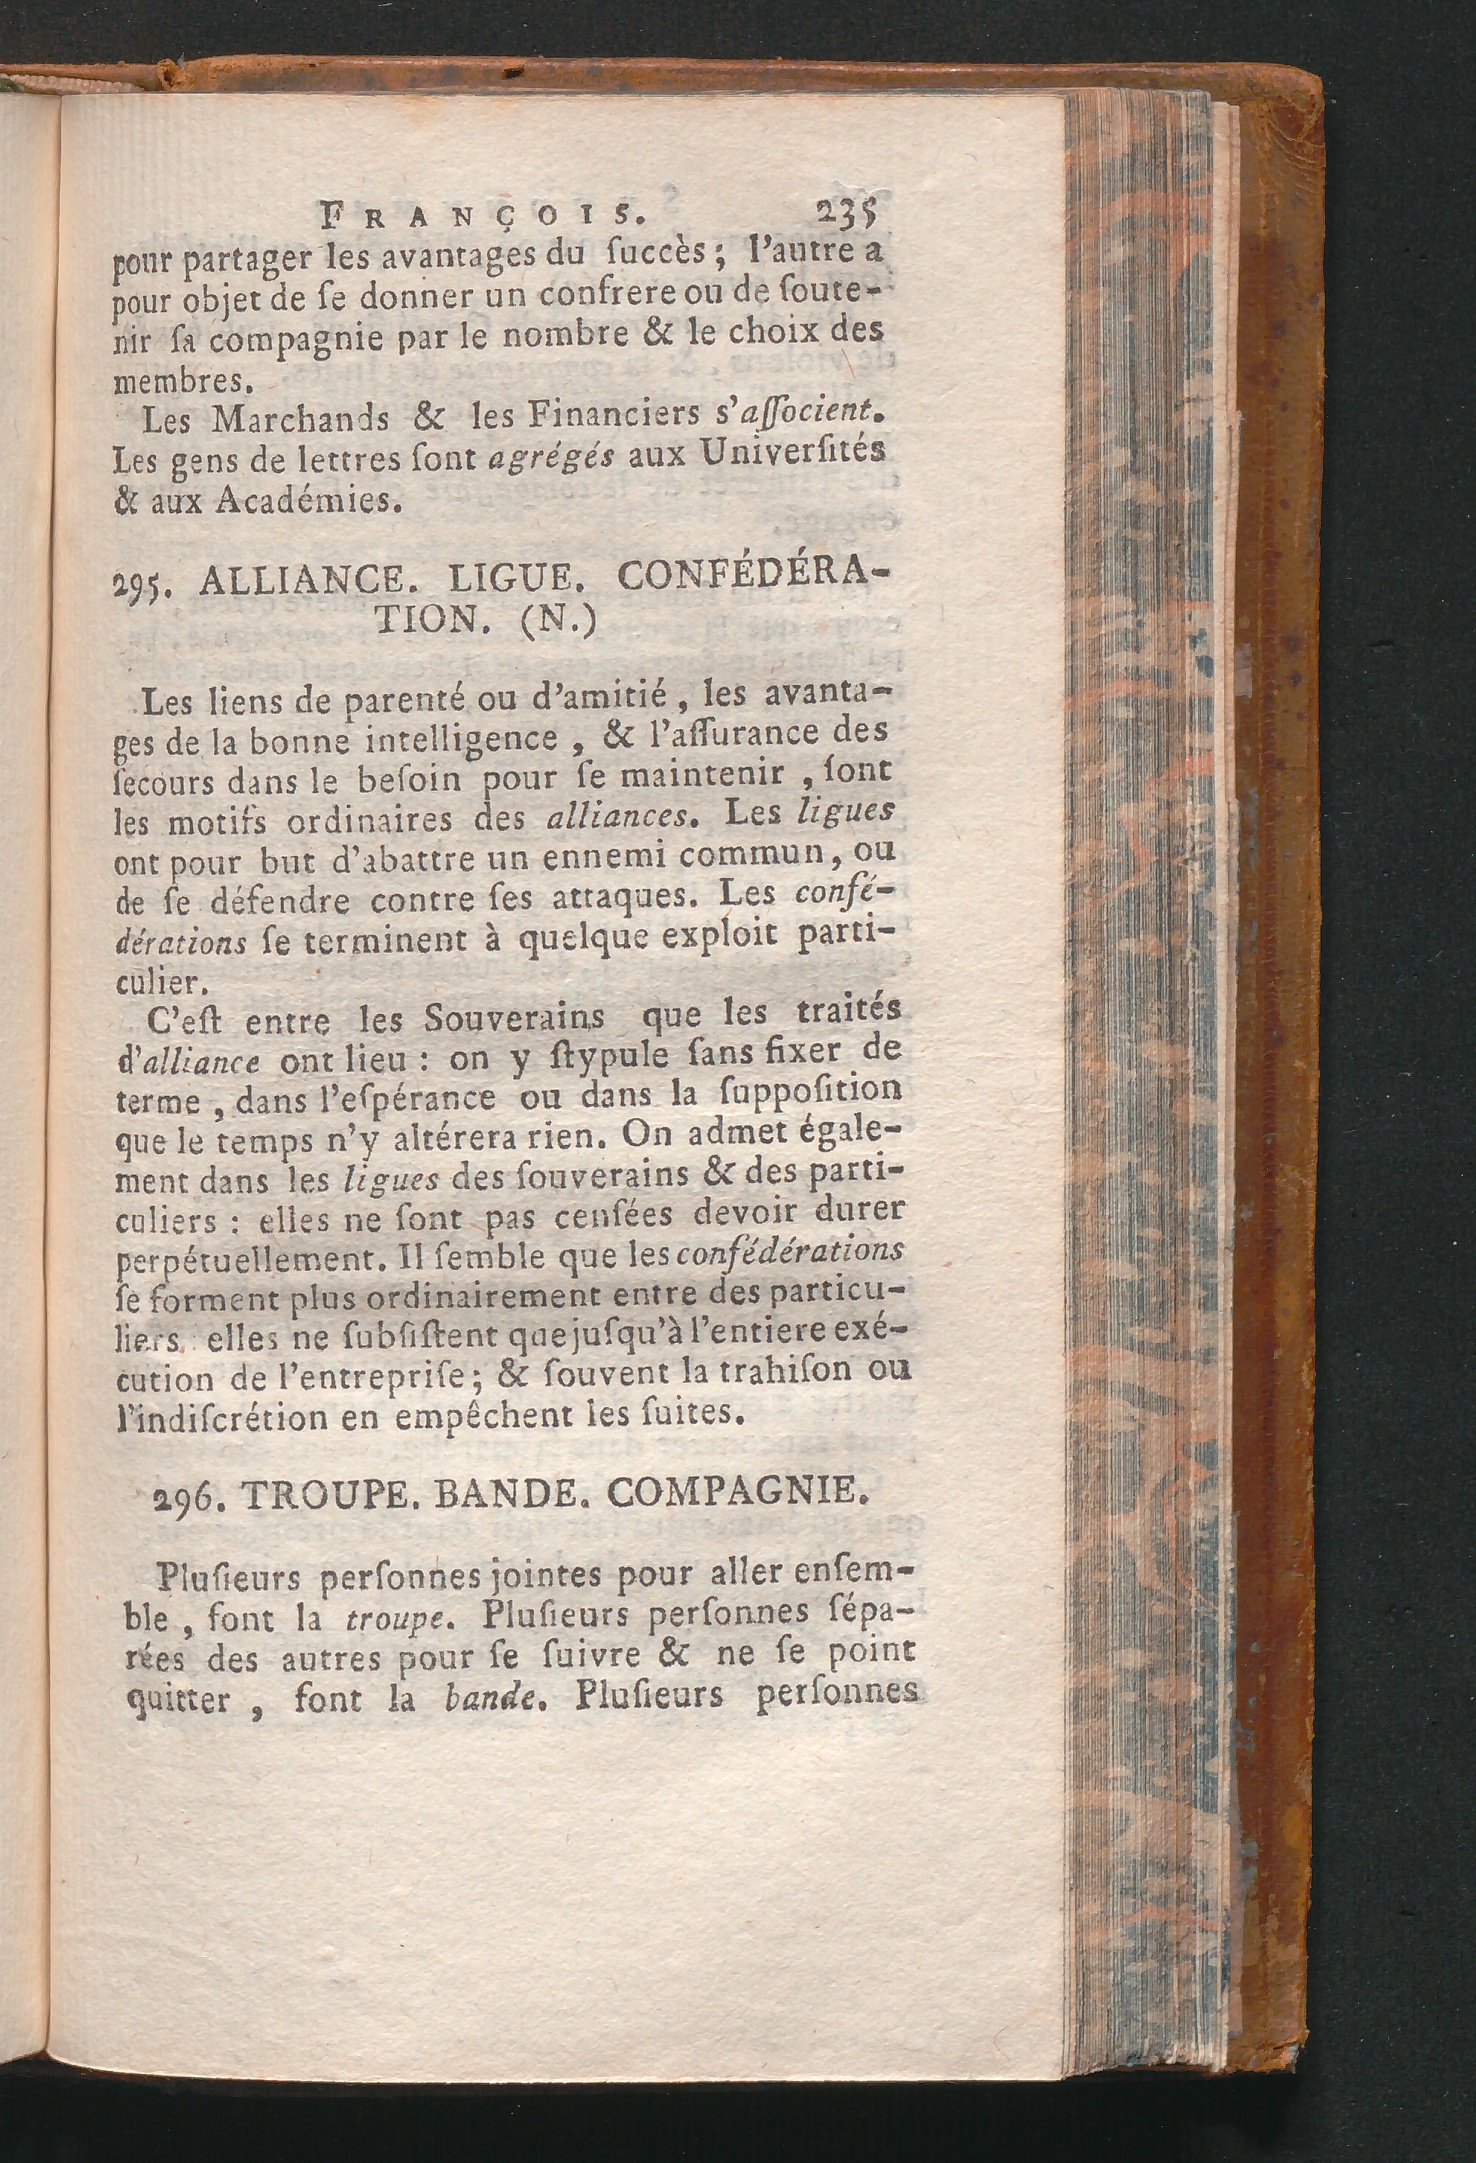 FRANÇOIS. 235
pour partager les avantages du ſuccès ; l'autre a
pour objet de ſe donner un confrere ou de ſoute-
nir ſa compagnie par le nombre & le choix des
membres.
Les Marchands & les Financiers s'aſſocient.
Les gens de lettres ſont agrégés aux Univerſités
& aux Académies.
295. ALLIANCE. LIGUE. CONFÉDÉRA-
TION. (N.)
Les liens de parenté ou d'amitié , les avanta-
ges de la bonne intelligence , & l'aſſurance des
ſecours dans le beſoin pour ſe maintenir , ſont
les motifs ordinaires des alliances. Les ligues
ont pour but d'abattre un ennemi commun, ou
de ſe défendre contre ſes attaques. Les confé-
dérations ſe terminent à quelque exploit parti-
culier.
C'eſt entre les Souverains que les traités
d'alliance ont lieu : on y ſtypule ſans fixer de
terme , dans l'eſpérance ou dans la ſuppoſition
que le temps n'y altérera rien. On admet égale-
ment dans les ligues des ſouverains & des parti-
culiers : elles ne ſont pas cenſées devoir durer
perpétuellement. Il ſemble que les confédérations
ſe forment plus ordinairement entre des particu-
liers. elles ne ſubſiſtent que juſqu'à l'entiere exé-
cution de l'entrepriſe ; & ſouvent la trahiſon ou
l'indiſcrétion en empêchent les ſuites.
296. TROUPE. BANDE. COMPAGNIE.
Pluſieurs perſonnes jointes pour aller enſem-
ble , font la troupe. Pluſieurs perſonnes ſépa-
rées des autres pour ſe ſuivre & ne ſe point
quitter , font la bande. Pluſieurs perſonnes